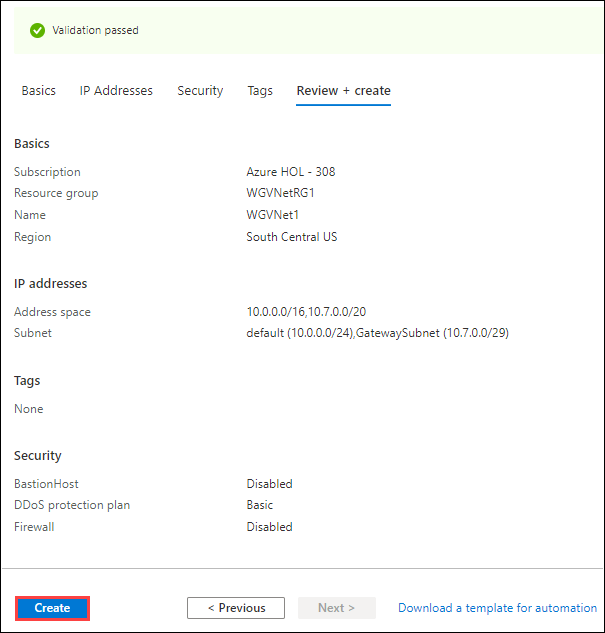 Validation passed
Basics IP Addresses Security Tags Review + create
Basics
Subscription Azure HOL - 308
Resource group WGVNetRG1
Name WGVNet1
Region South Central US
IP addresses
Address space 10.0.0.0/16,10.7.0.0/20
Subnet default (10.0.0.0/24),GatewaySubnet (10.7.0.0/29)
Tags
None
Security
BastionHost Disabled
DDoS protection plan Basic
Firewall Disabled
Create < Previous Next > Download a template for automation